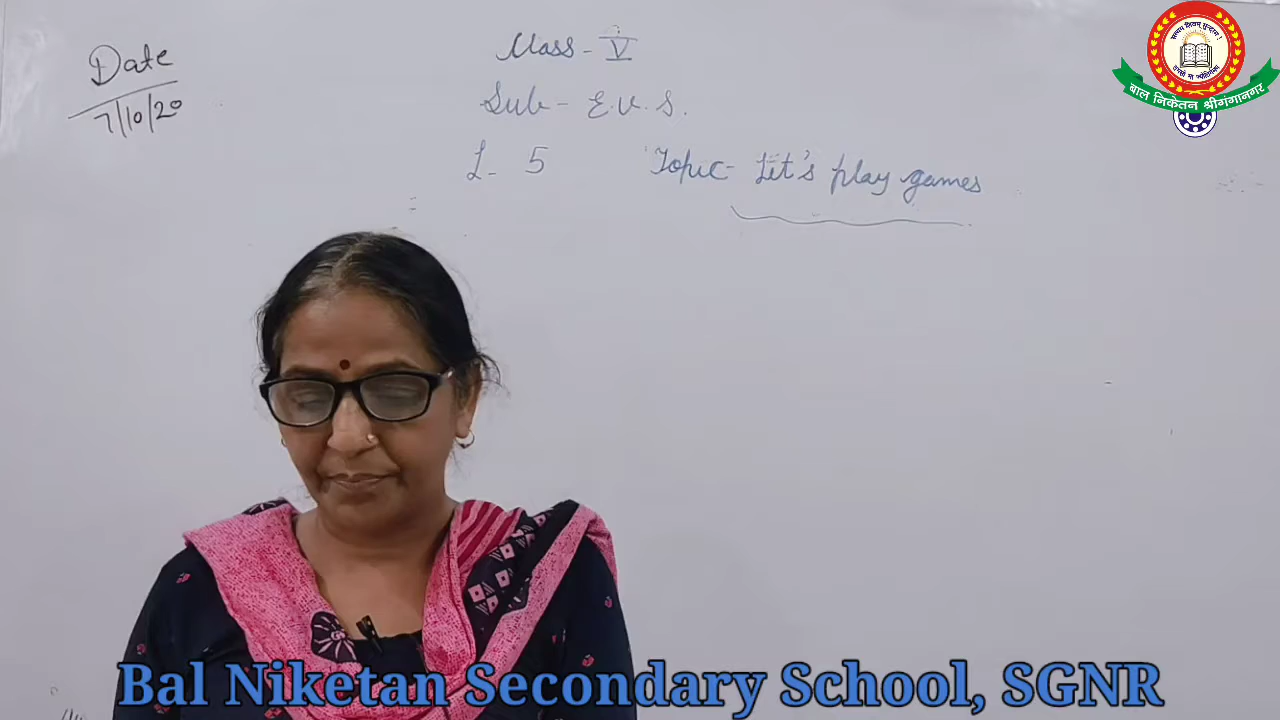 Date
7/10/20
Class - V
Sub - E.V.S.
L - 5 Topic - Let's play games
बाल निकेतन श्रीगंगानगर
Bal Niketan Secondary School, SGNR